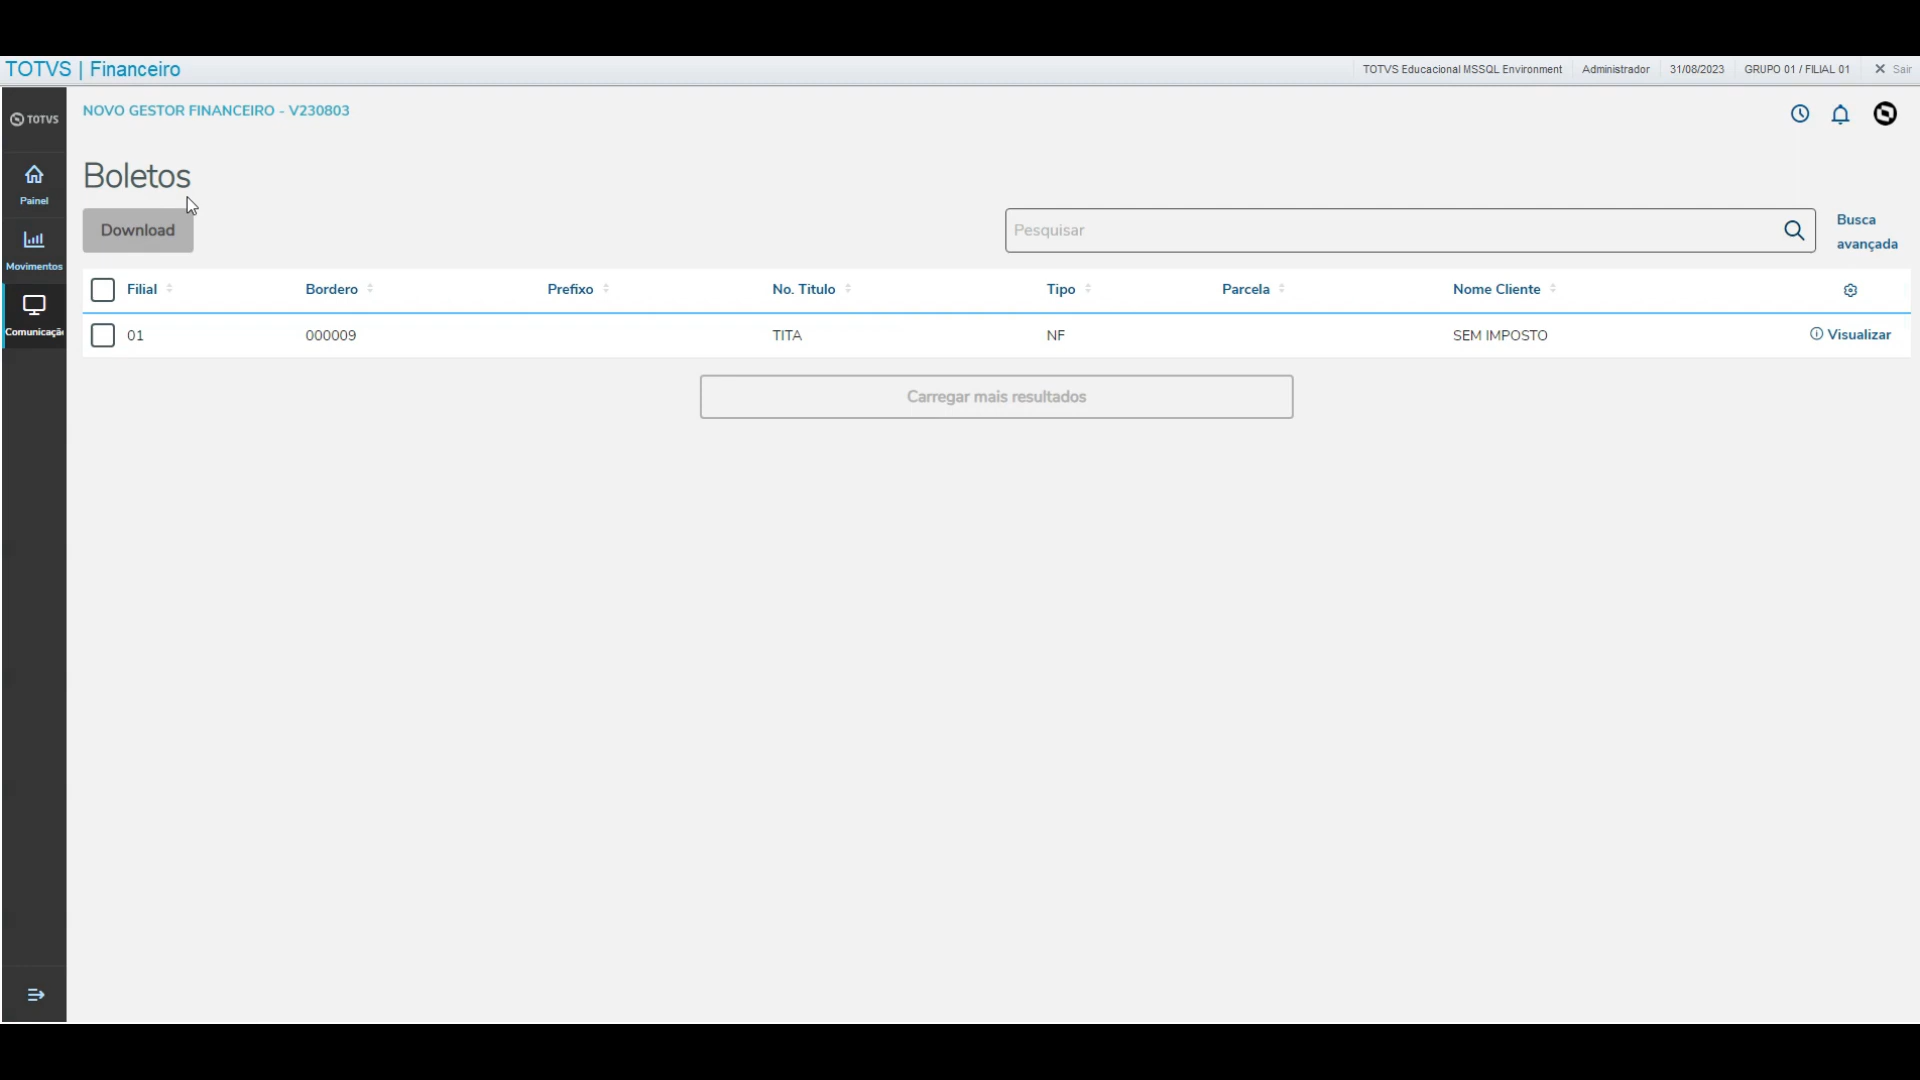 TOTVS | Financeiro
TOTVS Educacional MSSQL Environment Administrador 31/08/2023 GRUPO 01 / FILIAL 01 Sair
TOTVS
NOVO GESTOR FINANCEIRO - V230803
Painel
Movimentos
Comunicaçã
Boletos
Download
Pesquisar
Busca
avançada
Filial Bordero Prefixo No. Titulo Tipo Parcela Nome Cliente
01 000009 TITA NF SEM IMPOSTO Visualizar
Carregar mais resultados